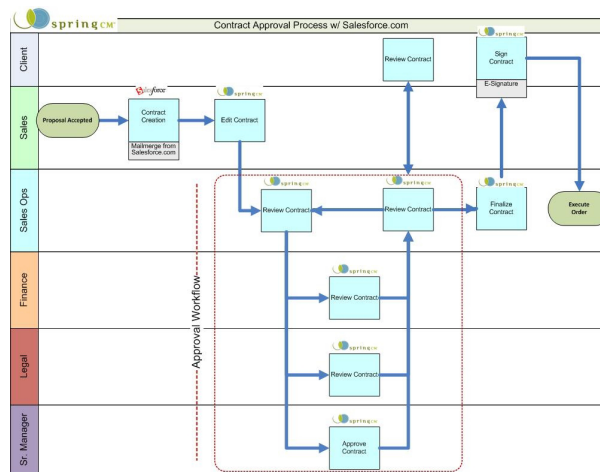 springCM
Contract Approval Process w/ Salesforce.com
Client
Review Contract
springCM
Sign
Contract
E-Signature
Sales
Proposal Accepted
salesforce
Contract
Creation
Mailmerge from
Salesforce.com
springCM
Edit Contract
Sales Ops
springCM
Review Contract
springCM
Review Contract
springCM
Finalize
Contract
Execute
Order
Approval Workflow
Finance
springCM
Review Contract
Legal
springCM
Review Contract
Sr. Manager
springCM
Approve
Contract